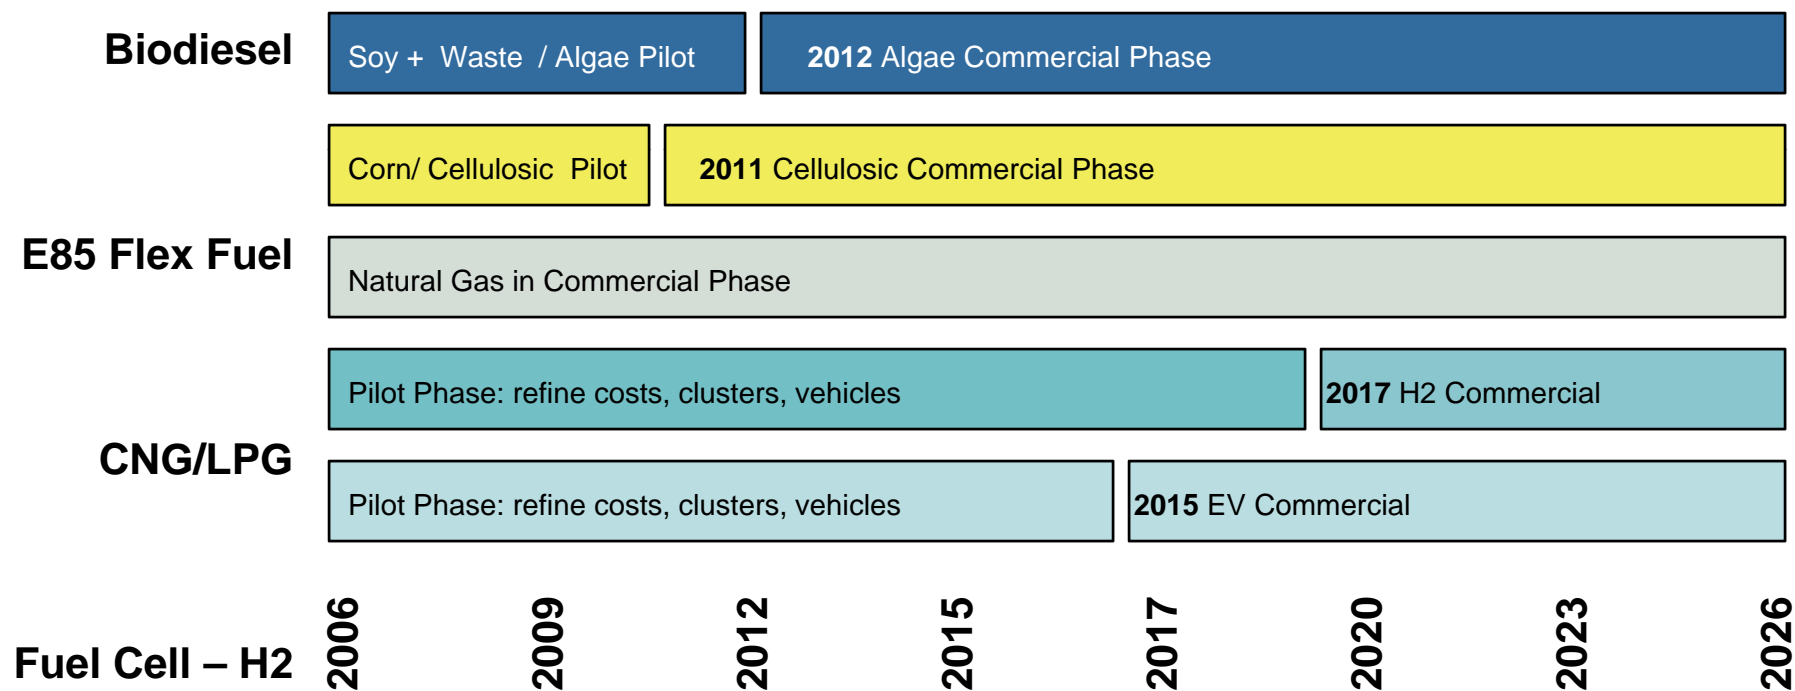 Biodiesel
Soy + Waste / Algae Pilot
2012 Algae Commercial Phase
Corn/ Cellulosic Pilot
2011 Cellulosic Commercial Phase
E85 Flex Fuel
Natural Gas in Commercial Phase
Pilot Phase: refine costs, clusters, vehicles
2017 H2 Commercial
CNG/LPG
Pilot Phase: refine costs, clusters, vehicles
2015 EV Commercial
Fuel Cell – H2
2006
2009
2012
2015
2017
2020
2023
2026